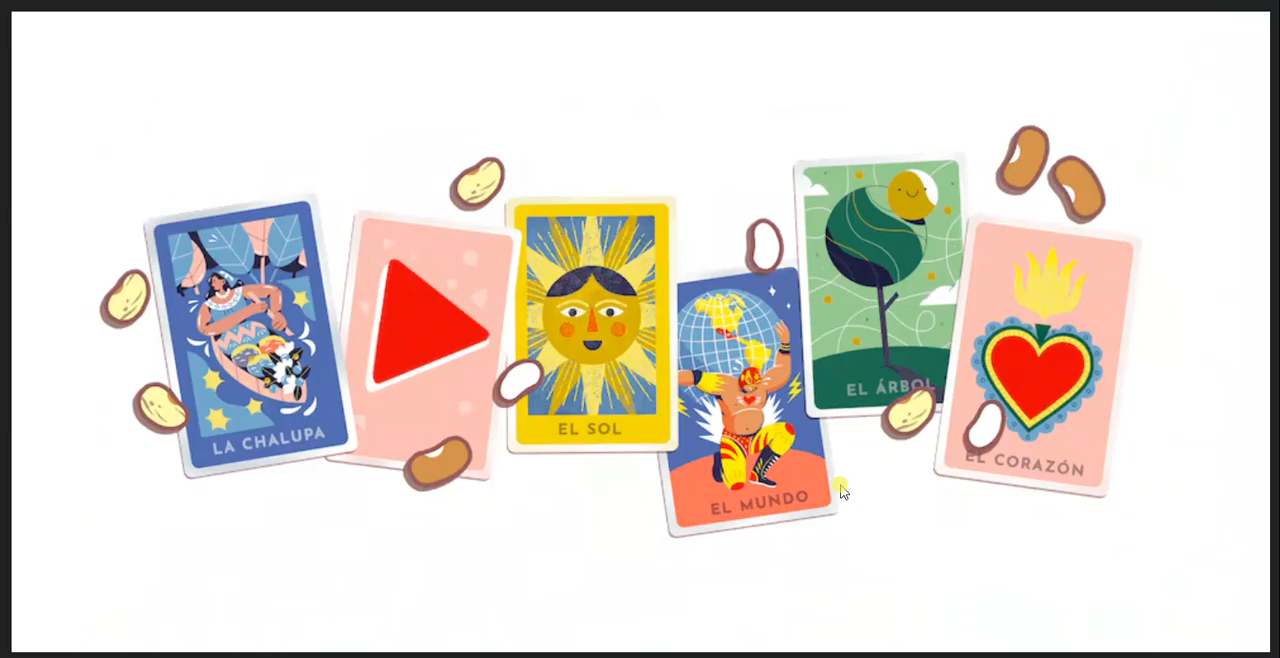 LA CHALUPA
EL SOL
EL MUNDO
EL ÁRBOL
EL CORAZÓN